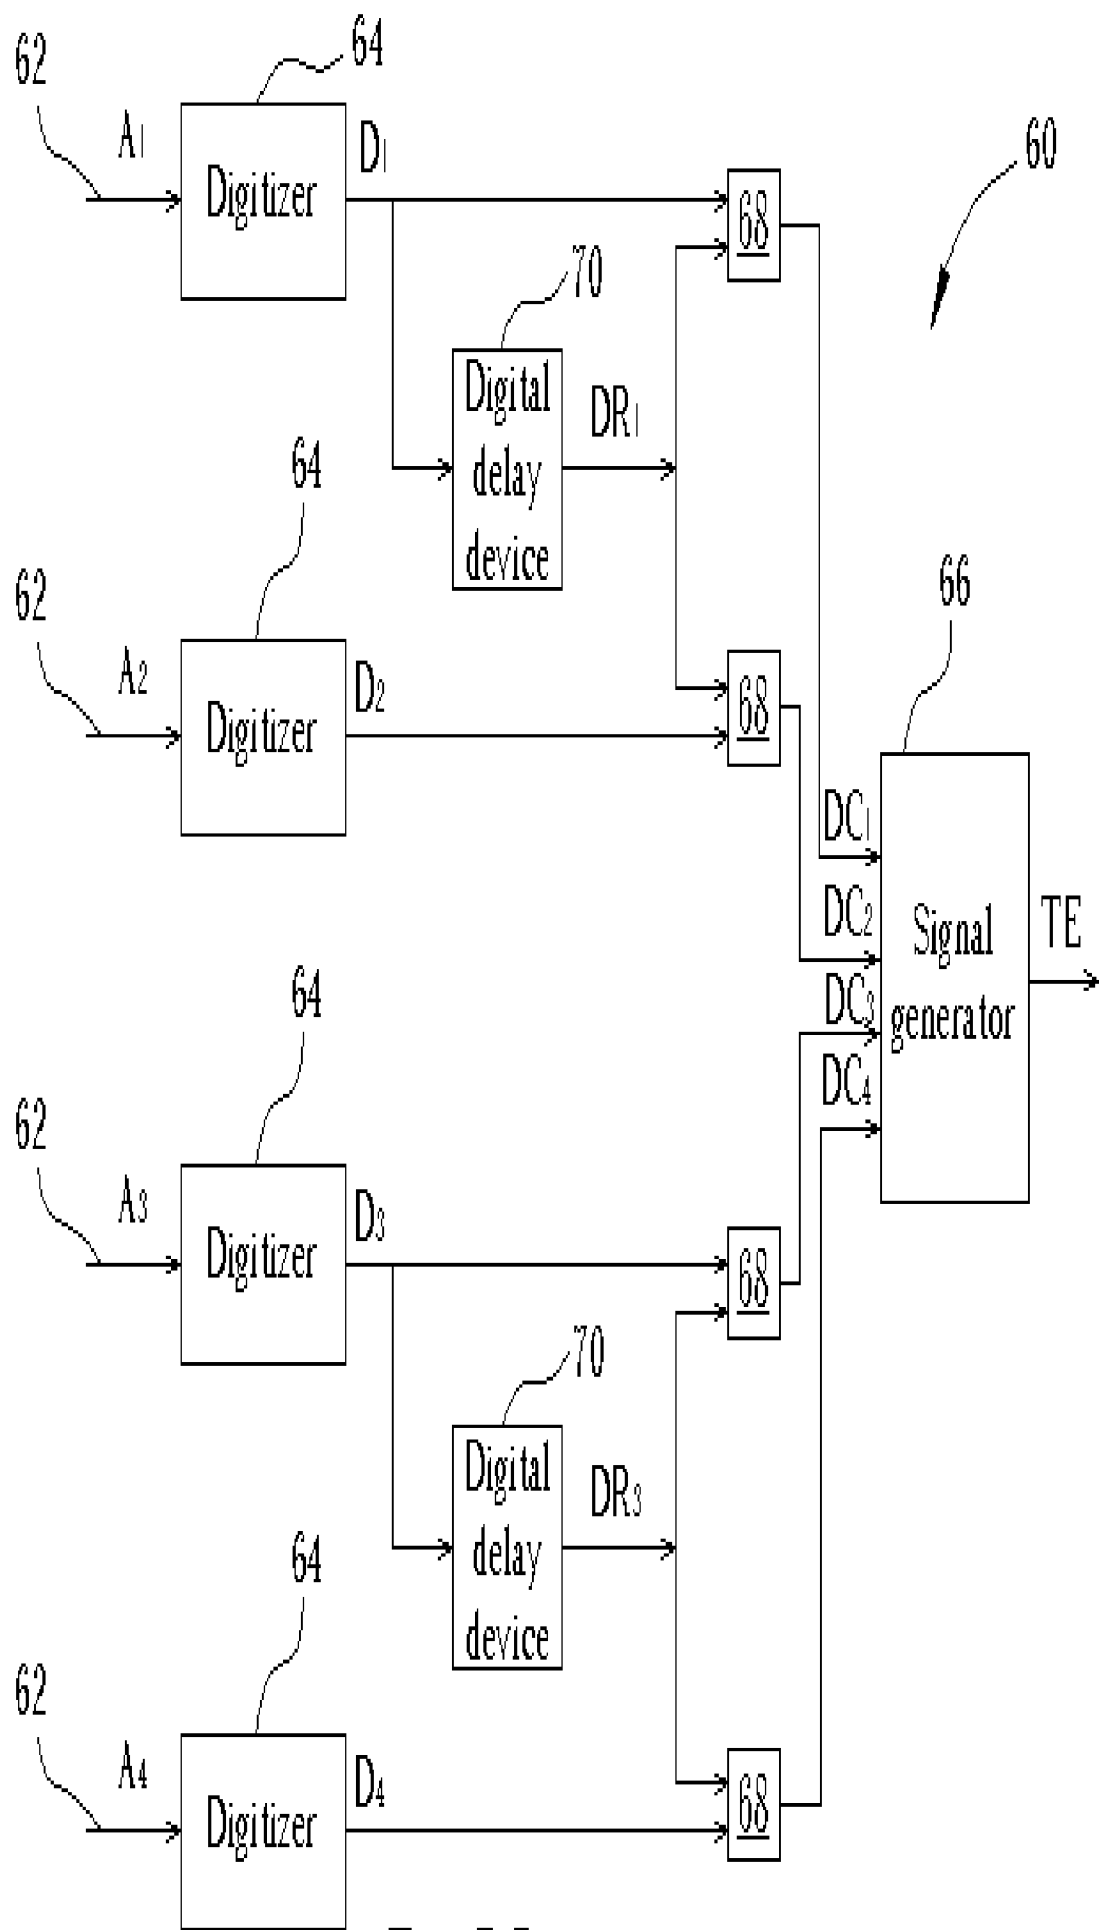 62
64
A1
Digitizer
D1
68
60
70
Digital
delay
device
DR1
64
62
A2
Digitizer
D2
68
66
DC1
DC2
DC3
DC4
Signal
generator
TE
64
62
A3
Digitizer
D3
68
70
Digital
delay
device
DR3
64
62
A4
Digitizer
D4
68